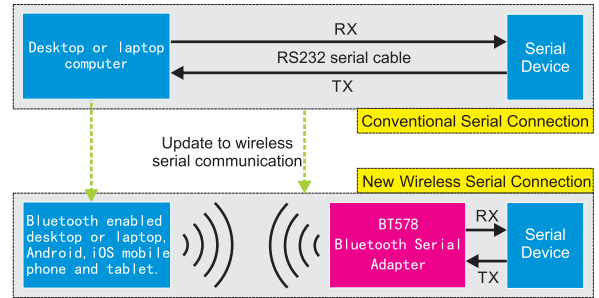 Desktop or laptop
computer
RX
RS232 serial cable
TX
Serial
Device
Conventional Serial Connection
Update to wireless
serial communication
New Wireless Serial Connection
Bluetooth enabled
desktop or laptop,
Android, iOS mobile
phone and tablet.
BT578
Bluetooth Serial
Adapter
RX
TX
Serial
Device